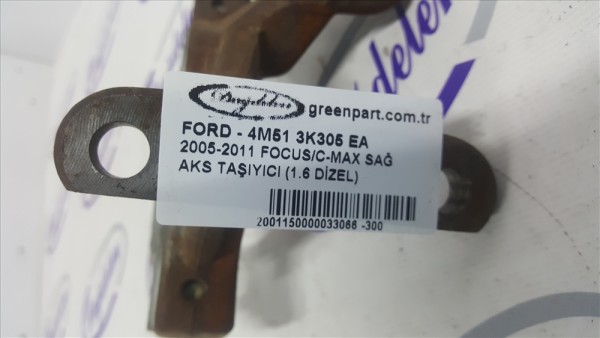 greenpart.com.tr
FORD - 4M51 3K305 EA
2005-2011 FOCUS/C-MAX SAĞ
AKS TAŞIYICI (1.6 DİZEL)
2001150000033066 -300